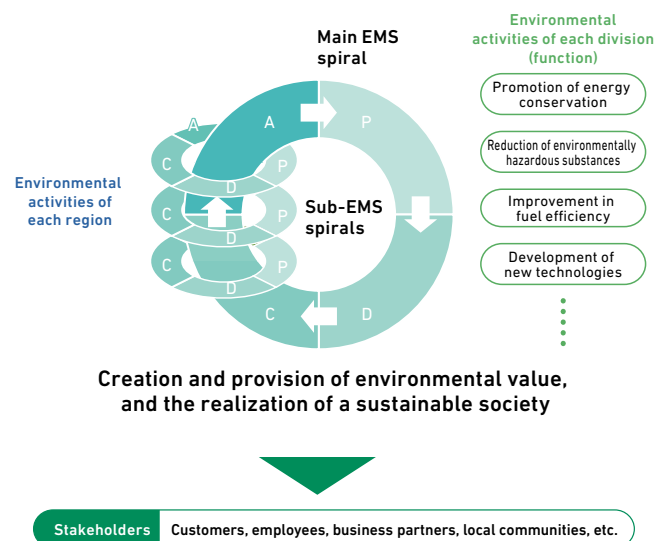 Main EMS
spiral
Environmental
activities of each division
(function)
Promotion of energy
conservation
Reduction of environmentally
hazardous substances
Improvement in
fuel efficiency
Development of
new technologies
Environmental
activities of
each region
Sub-EMS
spirals
A
P
D
C
A
C
P
D
C
P
D
C
P
D
Creation and provision of environmental value,
and the realization of a sustainable society
Stakeholders Customers, employees, business partners, local communities, etc.